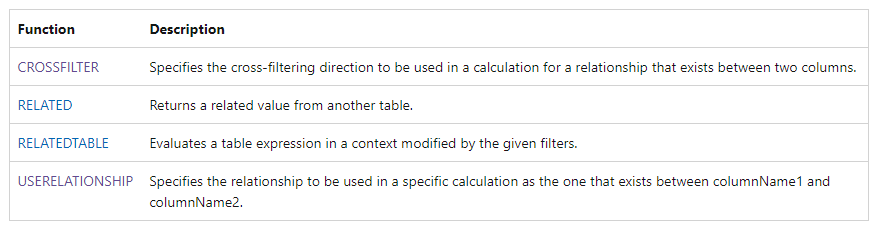 Function Description
CROSSFILTER Specifies the cross-filtering direction to be used in a calculation for a relationship that exists between two columns.
RELATED Returns a related value from another table.
RELATEDTABLE Evaluates a table expression in a context modified by the given filters.
USERELATIONSHIP Specifies the relationship to be used in a specific calculation as the one that exists between columnName1 and
columnName2.